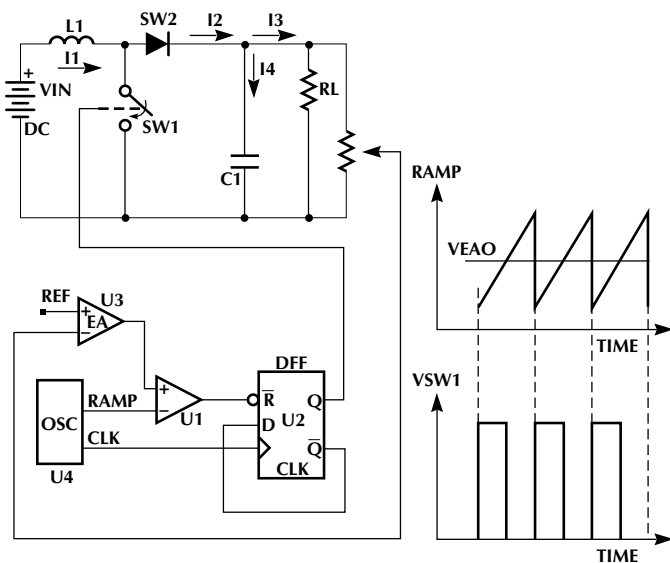 L1
SW2
I1
I2
I3
I4
+
VIN
DC
SW1
RL
C1
RAMP
VEAO
TIME
REF
U3
+
EA
−
DFF
RAMP
+
−
U1
R̅
Q
OSC
D
U2
CLK
Q̅
U4
CLK
VSW1
TIME